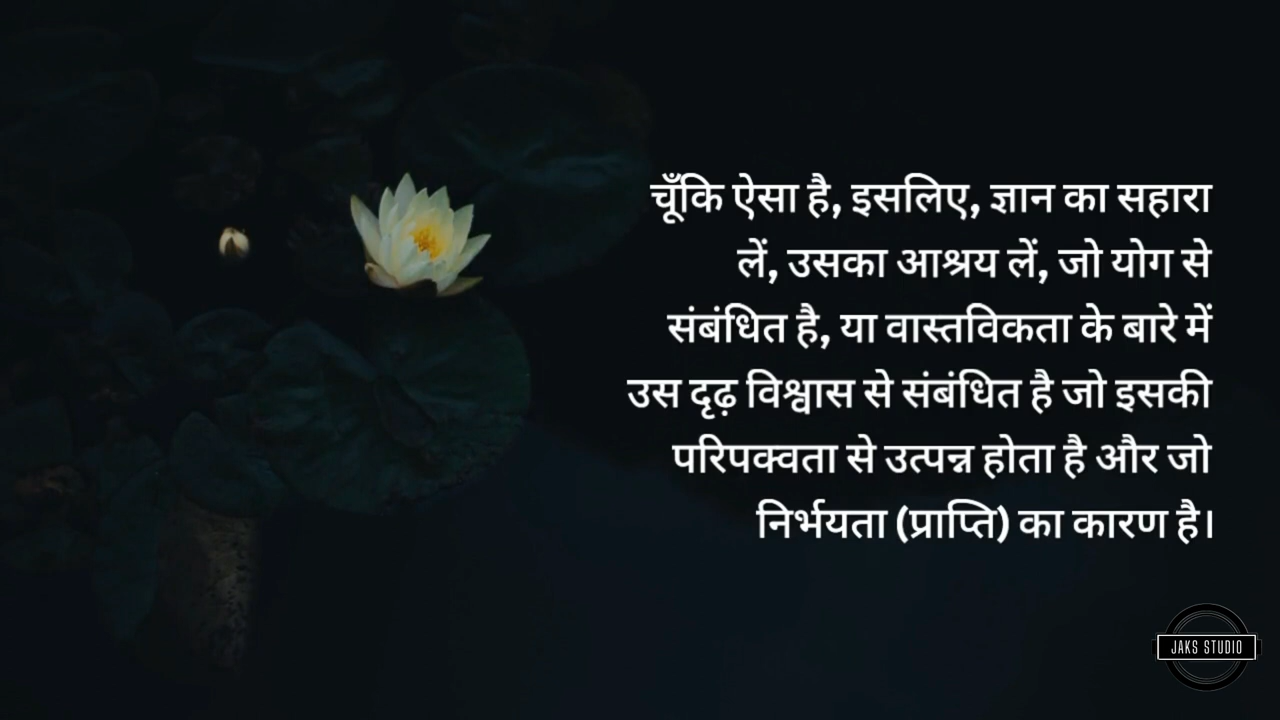 चूँकि ऐसा है, इसलिए, ज्ञान का सहारा
लें, उसका आश्रय लें, जो योग से
संबंधित है, या वास्तविकता के बारे में
उस दृढ़ विश्वास से संबंधित है जो इसकी
परिपक्वता से उत्पन्न होता है और जो
निर्भयता (प्राप्ति) का कारण है।
JAKS STUDIO